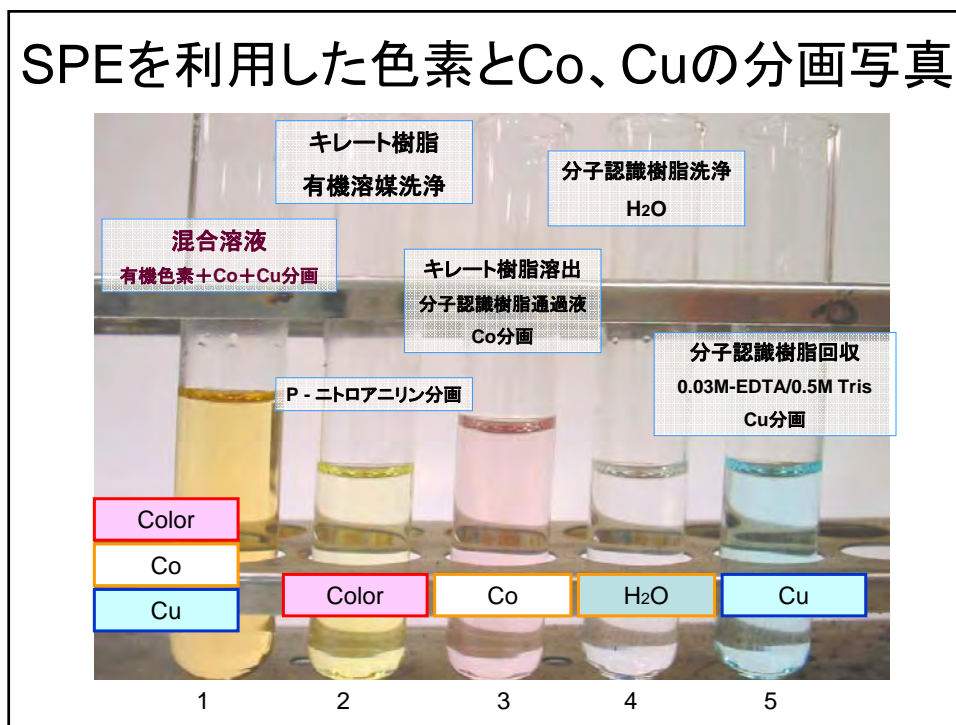 SPEを利用した色素とCo、Cuの分画写真
キレート樹脂
有機溶媒洗浄
分子認識樹脂洗浄
H2O
混合溶液
有機色素＋Co＋Cu分画
キレート樹脂溶出
分子認識樹脂通過液
Co分画
分子認識樹脂回収
0.03M-EDTA/0.5M Tris
Cu分画
P - ニトロアニリン分画
Color
Co
Cu
Color
Co
H2O
Cu
1
2
3
4
5